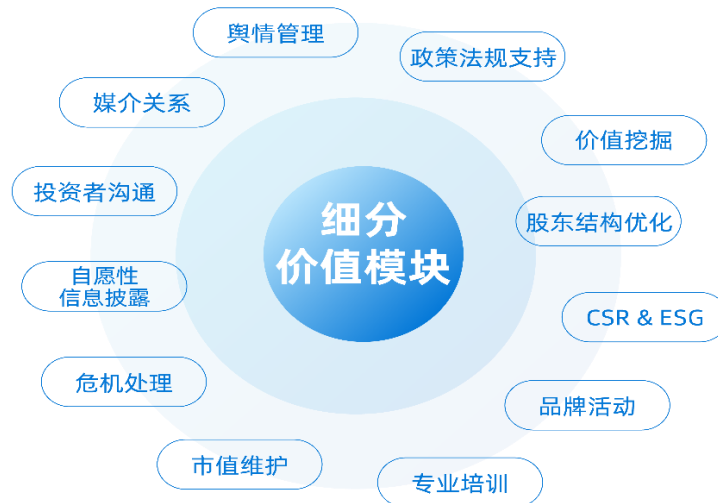 舆情管理
政策法规支持
媒介关系
价值挖掘
投资者沟通
细分
价值模块
股东结构优化
自愿性
信息披露
CSR & ESG
危机处理
品牌活动
市值维护
专业培训